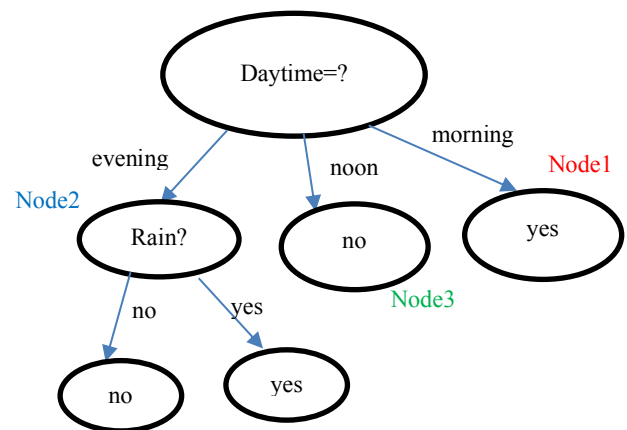 Daytime=?
morning
evening
noon
Node1
Node2
Rain?
no
yes
Node3
no
yes
no
yes